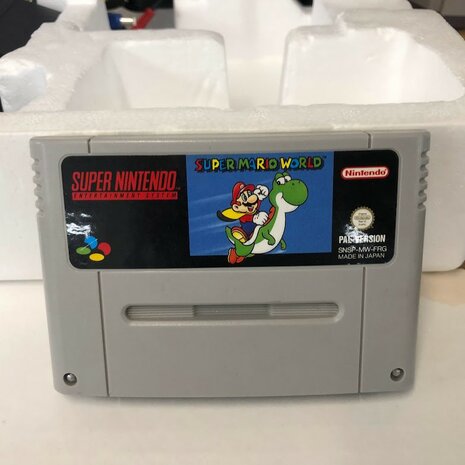 SUPER NINTENDO
ENTERTAINMENT SYSTEM
SUPER MARIO WORLD
Nintendo
PAL VERSION
SNSP-MW-FRG
MADE IN JAPAN